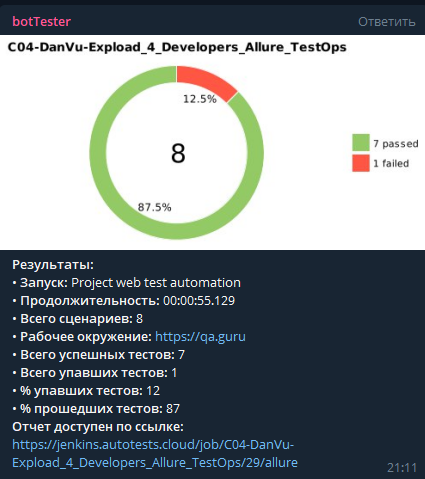 botTester Ответить
C04-DanVu-Expload_4_Developers_Allure_TestOps
12.5%
8
87.5%
7 passed
1 failed
Результаты:
• Запуск: Project web test automation
• Продолжительность: 00:00:55.129
• Всего сценариев: 8
• Рабочее окружение: https://qa.guru
• Всего успешных тестов: 7
• Всего упавших тестов: 1
• % упавших тестов: 12
• % прошедших тестов: 87
Отчет доступен по ссылке:
https://jenkins.autotests.cloud/job/C04-DanVu-
Expload_4_Developers_Allure_TestOps/29/allure
21:11